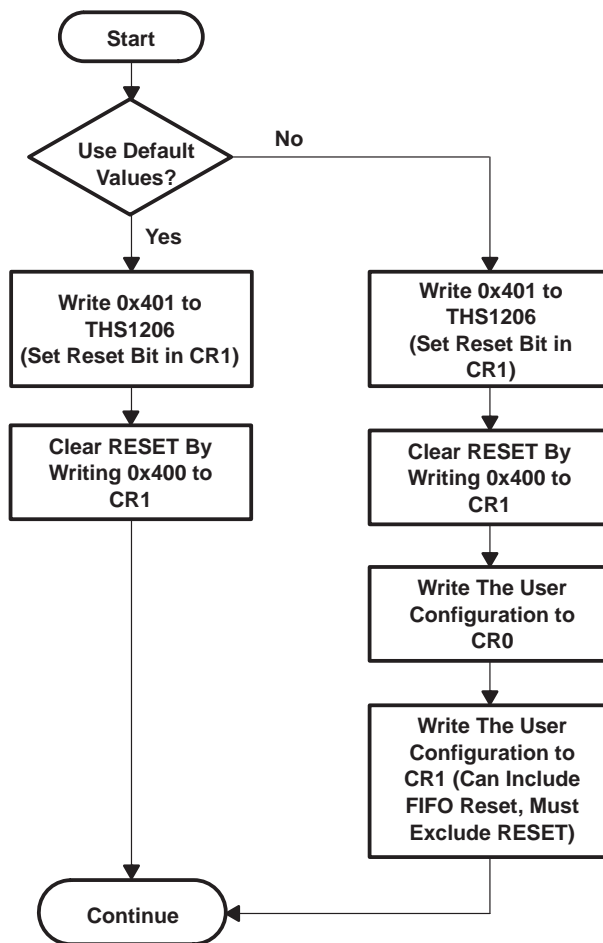 Start
Use Default
Values?
No
Yes
Write 0x401 to
THS1206
(Set Reset Bit in CR1)
Clear RESET By
Writing 0x400 to
CR1
Write 0x401 to
THS1206
(Set Reset Bit in
CR1)
Clear RESET By
Writing 0x400 to
CR1
Write The User
Configuration to
CR0
Write The User
Configuration to
CR1 (Can Include
FIFO Reset, Must
Exclude RESET)
Continue